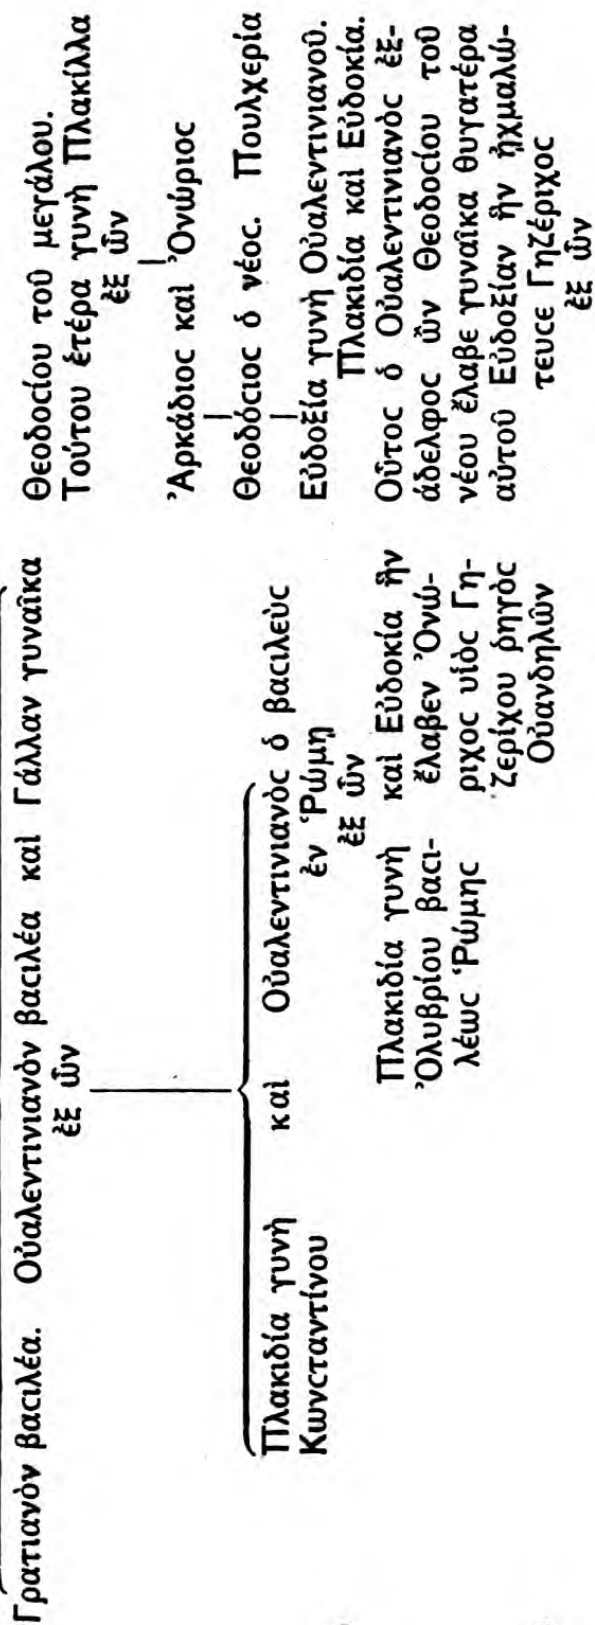 Γρατιανὸν βαϲιλέα. Οὐαλεντινιανὸν βαϲιλέα καὶ Γάλλαν γυναῖκα
ἐξ ὧν
Θεοδοϲίου τοῦ μεγάλου.
Τούτου ἑτέρα γυνὴ Πλακίλλα
ἐξ ὧν
Ἀρκάδιοϲ καὶ Ὀνώριοϲ
Θεοδόϲιοϲ ὁ νέοϲ. Πουλχερία
Εὐδοξία γυνὴ Οὐαλεντινιανοῦ.
Πλακιδία καὶ Εὐδοκία.
Πλακιδία γυνὴ
Κωνϲταντίνου
καὶ
Οὐαλεντινιανὸϲ ὁ βαϲιλεὺϲ
ἐν Ῥώμη
ἐξ ὧν
Πλακιδία γυνὴ
Ὀλυβρίου βαϲι-
λέωϲ Ῥώμηϲ
καὶ Εὐδοκία ἣν
ἔλαβεν Ὀνώ-
ριχοϲ υἱὸϲ Γη-
ζερίχου ῥηγὸϲ
Οὐανδηλῶν
Οὗτοϲ ὁ Οὐαλεντινιανὸϲ ἐξ-
άδελφοϲ ὢν Θεοδοϲίου τοῦ
νέου ἔλαβε γυναῖκα θυγατέρα
αὐτοῦ Εὐδοξίαν ἣν ᾐχμαλώ-
τευϲε Γηζέριχοϲ
ἐξ ὧν